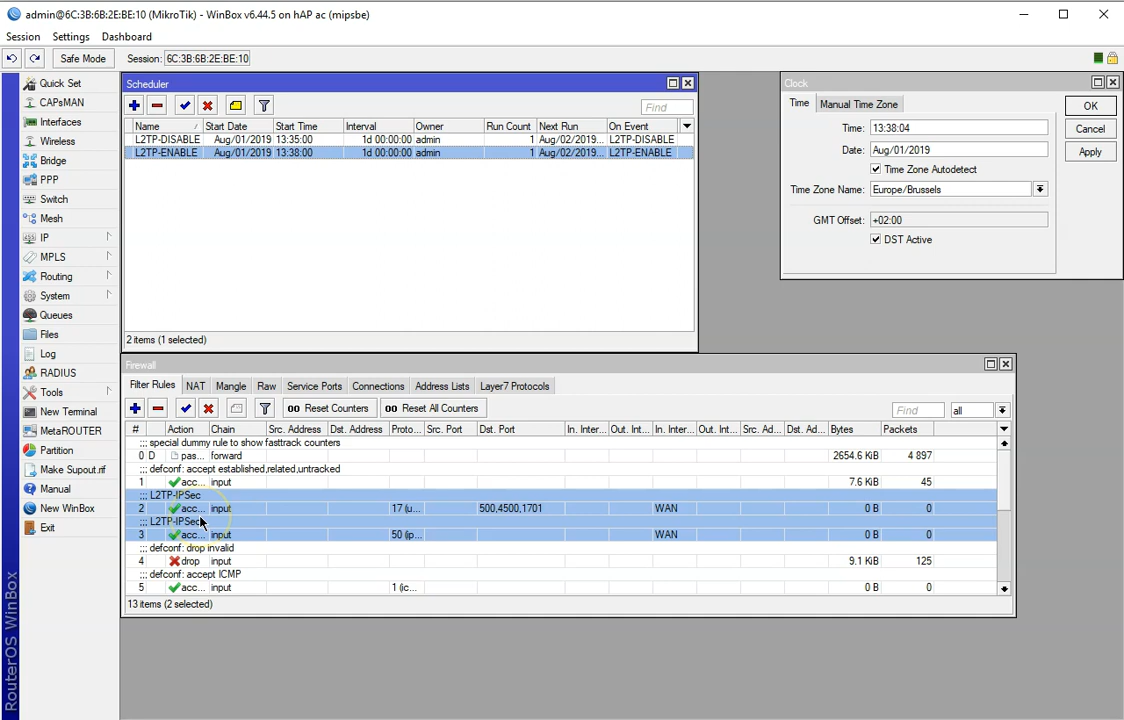 admin@6C:3B:6B:2E:BE:10 (MikroTik) - WinBox v6.44.5 on hAP ac (mipsbe)
Session Settings Dashboard
Safe Mode Session: 6C:3B:6B:2E:BE:10
Quick Set
CAPsMAN
Interfaces
Wireless
Bridge
PPP
Switch
Mesh
IP
MPLS
Routing
System
Queues
Files
Log
RADIUS
Tools
New Terminal
MetaROUTER
Partition
Make Supout.rif
Manual
New WinBox
Exit
RouterOS WinBox
Scheduler
Find
Name / Start Date Start Time Interval Owner Run Count Next Run On Event
L2TP-DISABLE Aug/01/2019 13:35:00 1d 00:00:00 admin 1 Aug/02/2019... L2TP-DISABLE
L2TP-ENABLE Aug/01/2019 13:38:00 1d 00:00:00 admin 1 Aug/02/2019... L2TP-ENABLE
2 items (1 selected)
Clock
Time Manual Time Zone
OK
Cancel
Apply
Time: 13:38:04
Date: Aug/01/2019
Time Zone Autodetect
Time Zone Name: Europe/Brussels
GMT Offset: +02:00
DST Active
Firewall
Filter Rules NAT Mangle Raw Service Ports Connections Address Lists Layer7 Protocols
00 Reset Counters 00 Reset All Counters Find all
# Action Chain Src. Address Dst. Address Proto... Src. Port Dst. Port In. Inter... Out. Int... In. Inter... Out. Int... Src. Ad... Dst. Ad... Bytes Packets
;;; special dummy rule to show fasttrack counters
0 D pas... forward 2654.6 KiB 4 897
;;; defconf: accept established,related,untracked
1 acc... input 7.6 KiB 45
;;; L2TP-IPSec
2 acc... input 17 (u... 500,4500,1701 WAN 0 B 0
;;; L2TP-IPSec
3 acc... input 50 (ip... WAN 0 B 0
;;; defconf: drop invalid
4 drop input 9.1 KiB 125
;;; defconf: accept ICMP
5 acc... input 1 (ic... 0 B 0
13 items (2 selected)